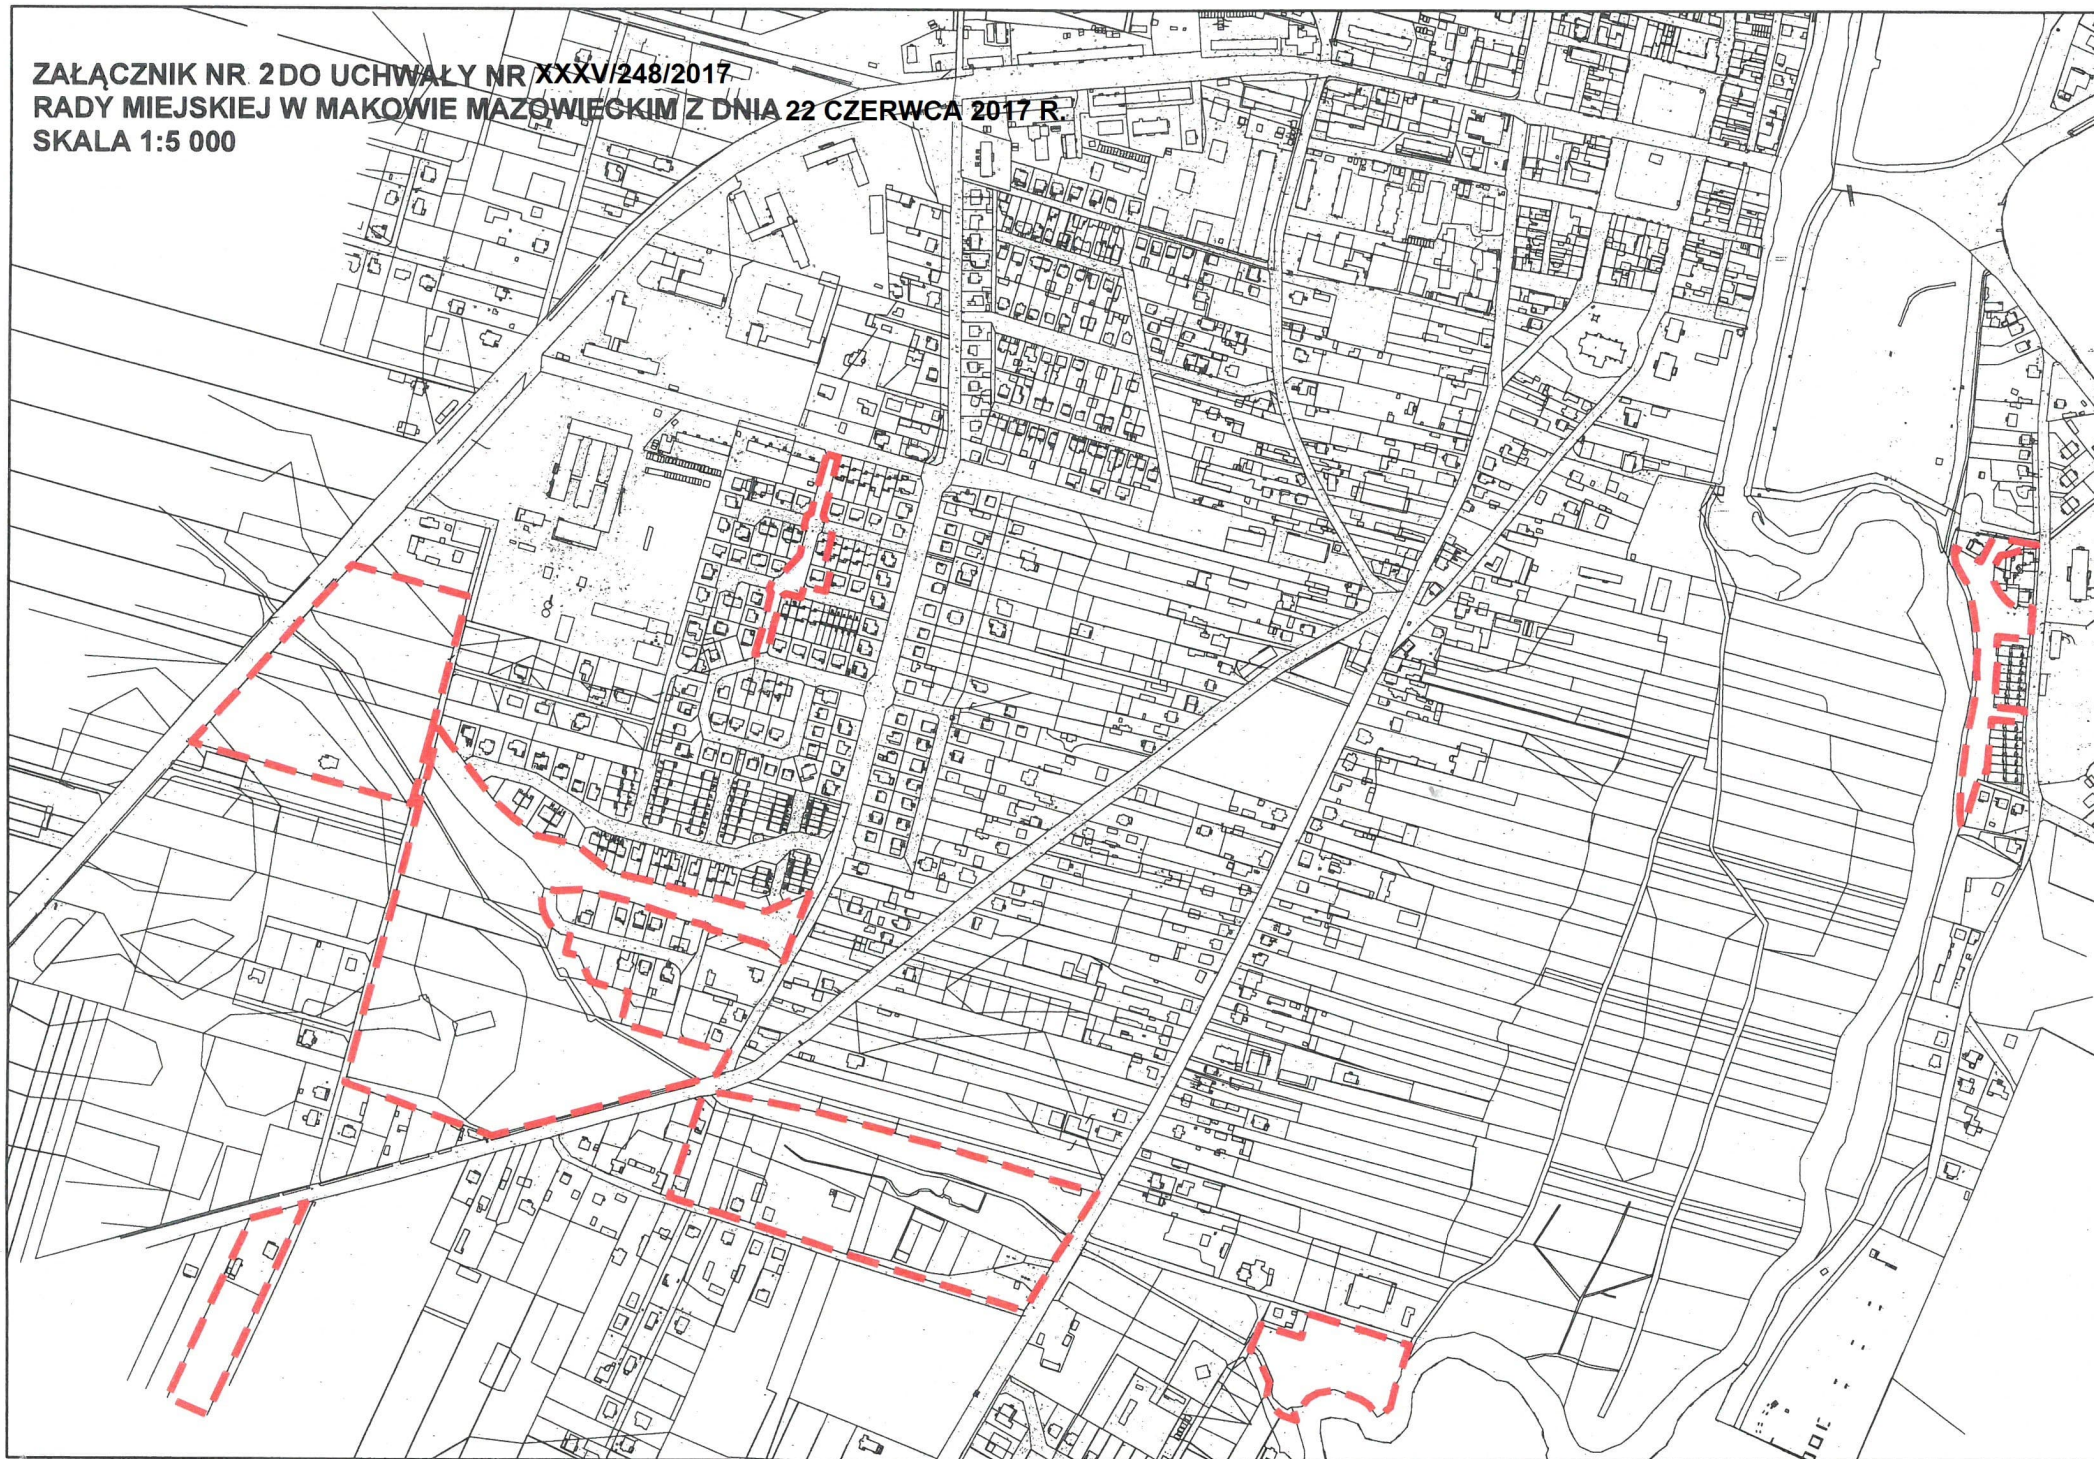 ZAŁĄCZNIK NR 2 DO UCHWAŁY NR XXXV/248/2017
RADY MIEJSKIEJ W MAKOWIE MAZOWIECKIM Z DNIA 22 CZERWCA 2017 R.
SKALA 1:5 000